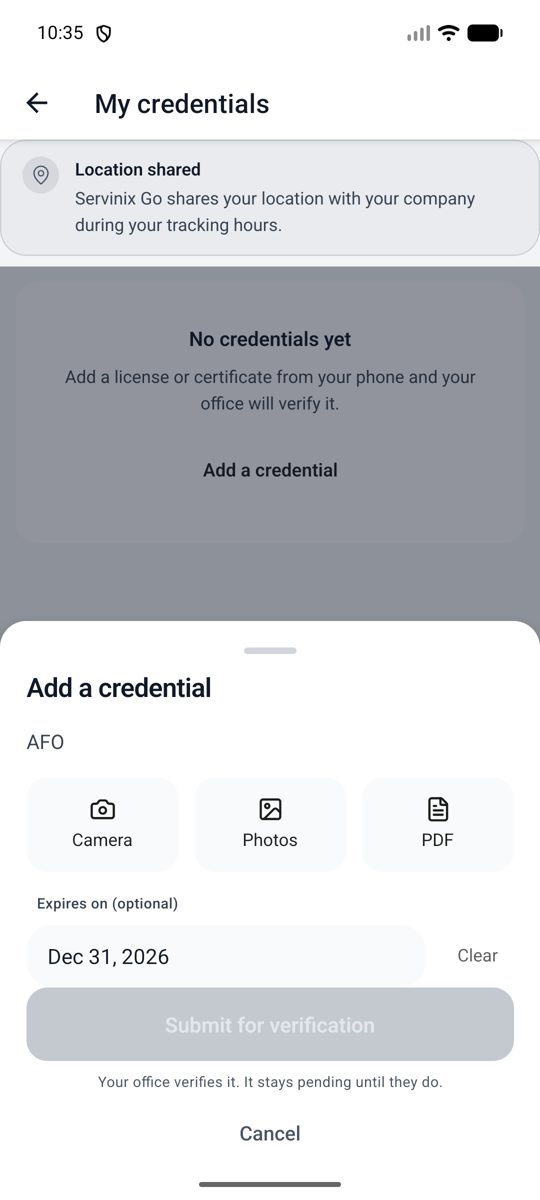 10:35
My credentials
Location shared
Servinix Go shares your location with your company
during your tracking hours.
No credentials yet
Add a license or certificate from your phone and your
office will verify it.
Add a credential
Add a credential
AFO
Camera
Photos
PDF
Expires on (optional)
Dec 31, 2026
Clear
Submit for verification
Your office verifies it. It stays pending until they do.
Cancel